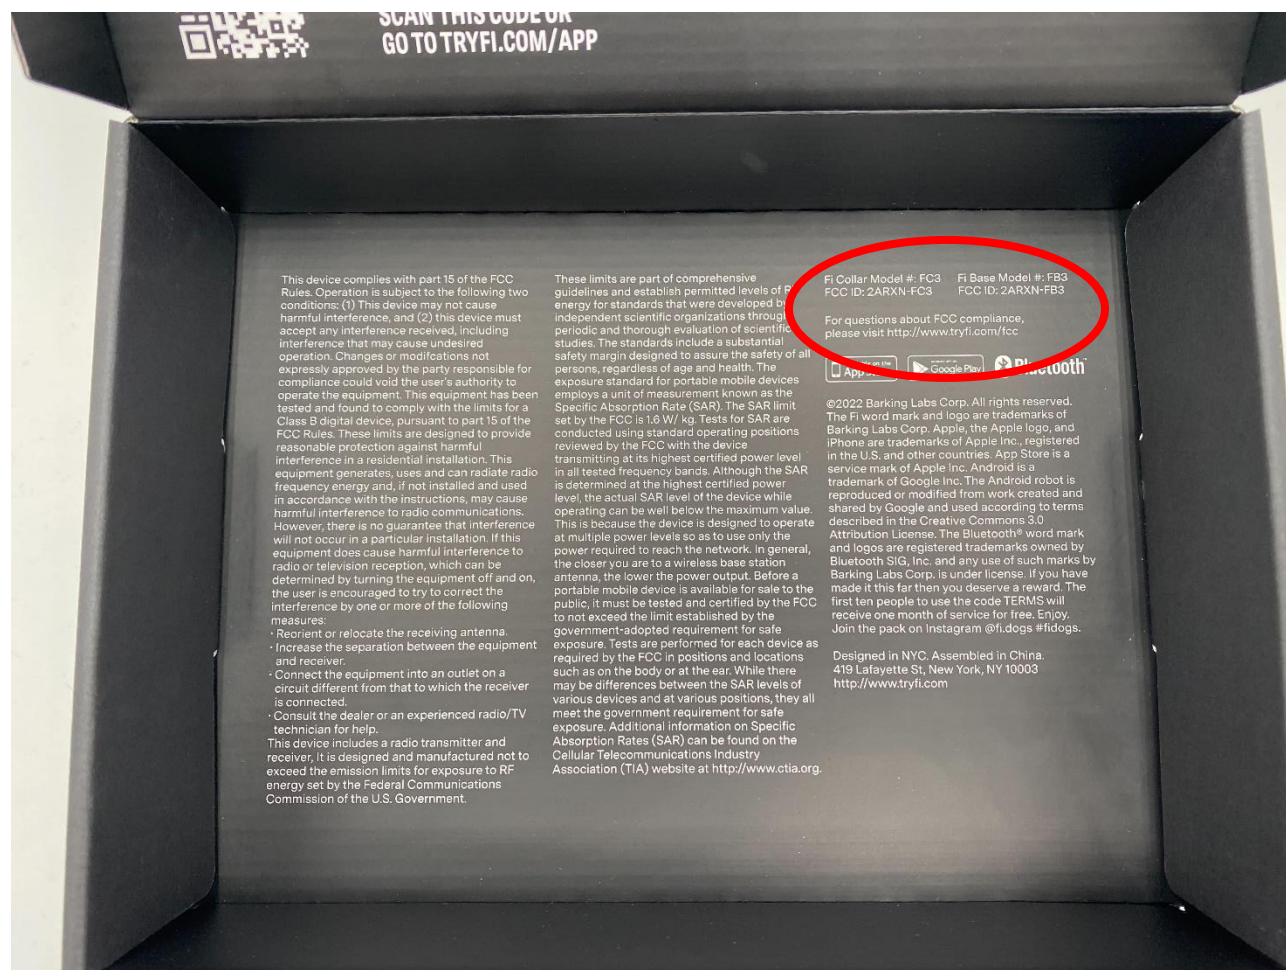 SCAN THIS CODE OR
GO TO TRYFI.COM/APP
This device complies with part 15 of the FCC
Rules. Operation is subject to the following two
conditions: (1) This device may not cause
harmful interference, and (2) this device must
accept any interference received, including
interference that may cause undesired
operation. Changes or modifcations not
expressly approved by the party responsible for
compliance could void the user's authority to
operate the equipment. This equipment has been
tested and found to comply with the limits for a
Class B digital device, pursuant to part 15 of the
FCC Rules. These limits are designed to provide
reasonable protection against harmful
interference in a residential installation. This
equipment generates, uses and can radiate radio
frequency energy and, if not installed and used
in accordance with the instructions, may cause
harmful interference to radio communications.
However, there is no guarantee that interference
will not occur in a particular installation. If this
equipment does cause harmful interference to
radio or television reception, which can be
determined by turning the equipment off and on,
the user is encouraged to try to correct the
interference by one or more of the following
measures:
· Reorient or relocate the receiving antenna.
· Increase the separation between the equipment
and receiver.
· Connect the equipment into an outlet on a
circuit different from that to which the receiver
is connected.
· Consult the dealer or an experienced radio/TV
technician for help.
This device includes a radio transmitter and
receiver, it is designed and manufactured not to
exceed the emission limits for exposure to RF
energy set by the Federal Communications
Commission of the U.S. Government.
These limits are part of comprehensive
guidelines and establish permitted levels of
energy for standards that were developed by
independent scientific organizations through
periodic and thorough evaluation of scientific
studies. The standards include a substantial
safety margin designed to assure the safety of all
persons, regardless of age and health. The
exposure standard for portable mobile devices
employs a unit of measurement known as the
Specific Absorption Rate (SAR). The SAR limit
set by the FCC is 1.6 W/ kg. Tests for SAR are
conducted using standard operating positions
reviewed by the FCC with the device
transmitting at its highest certified power level
in all tested frequency bands. Although the SAR
is determined at the highest certified power
level, the actual SAR level of the device while
operating can be well below the maximum value.
This is because the device is designed to operate
at multiple power levels so as to use only the
power required to reach the network. In general,
the closer you are to a wireless base station
antenna, the lower the power output. Before a
portable mobile device is available for sale to the
public, it must be tested and certified by the FCC
to not exceed the limit established by the
government-adopted requirement for safe
exposure. Tests are performed for each device as
required by the FCC in positions and locations
such as on the body or at the ear. While there
may be differences between the SAR levels of
various devices and at various positions, they all
meet the government requirement for safe
exposure. Additional information on Specific
Absorption Rates (SAR) can be found on the
Cellular Telecommunications Industry
Association (TIA) website at http://www.ctia.org.
Fi Collar Model #: FC3 Fi Base Model #: FB3
FCC ID: 2ARXN-FC3 FCC ID: 2ARXN-FB3
For questions about FCC compliance,
please visit http://www.tryfi.com/fcc
on the
Google Play
Bluetooth
©2022 Barking Labs Corp. All rights reserved.
The Fi word mark and logo are trademarks of
Barking Labs Corp. Apple, the Apple logo, and
iPhone are trademarks of Apple Inc., registered
in the U.S. and other countries. App Store is a
service mark of Apple Inc. Android is a
trademark of Google Inc. The Android robot is
reproduced or modified from work created and
shared by Google and used according to terms
described in the Creative Commons 3.0
Attribution License. The Bluetooth® word mark
and logos are registered trademarks owned by
Bluetooth SIG, Inc. and any use of such marks by
Barking Labs Corp. is under license. If you have
made it this far then you deserve a reward. The
first ten people to use the code TERMS will
receive one month of service for free. Enjoy.
Join the pack on Instagram @fi.dogs #fidogs.
Designed in NYC. Assembled in China.
419 Lafayette St, New York, NY 10003
http://www.tryfi.com